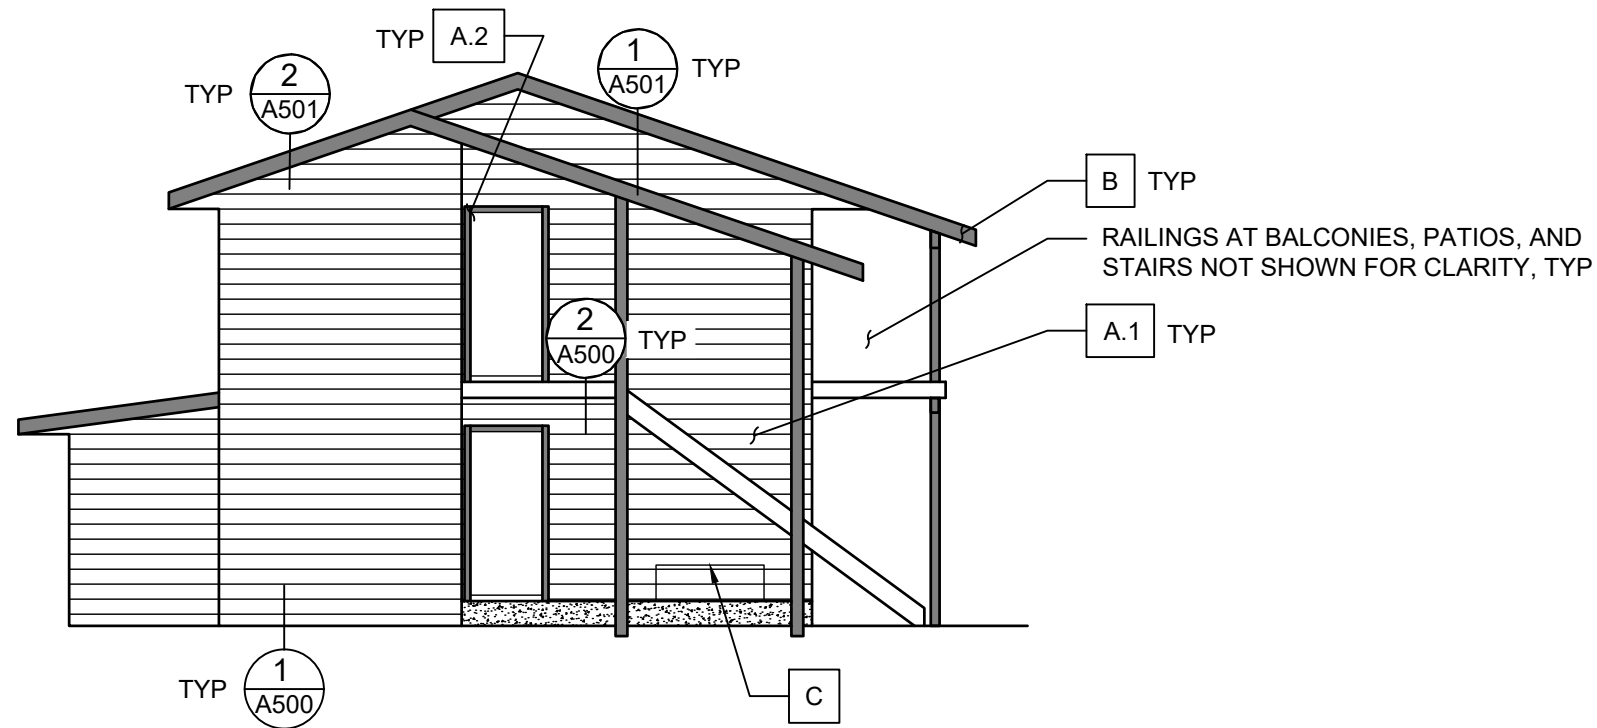 TYP A.2
2
A501
TYP
1
A501
TYP
B TYP
RAILINGS AT BALCONIES, PATIOS, AND
STAIRS NOT SHOWN FOR CLARITY, TYP
A.1 TYP
2
A500
TYP
TYP
1
A500
C